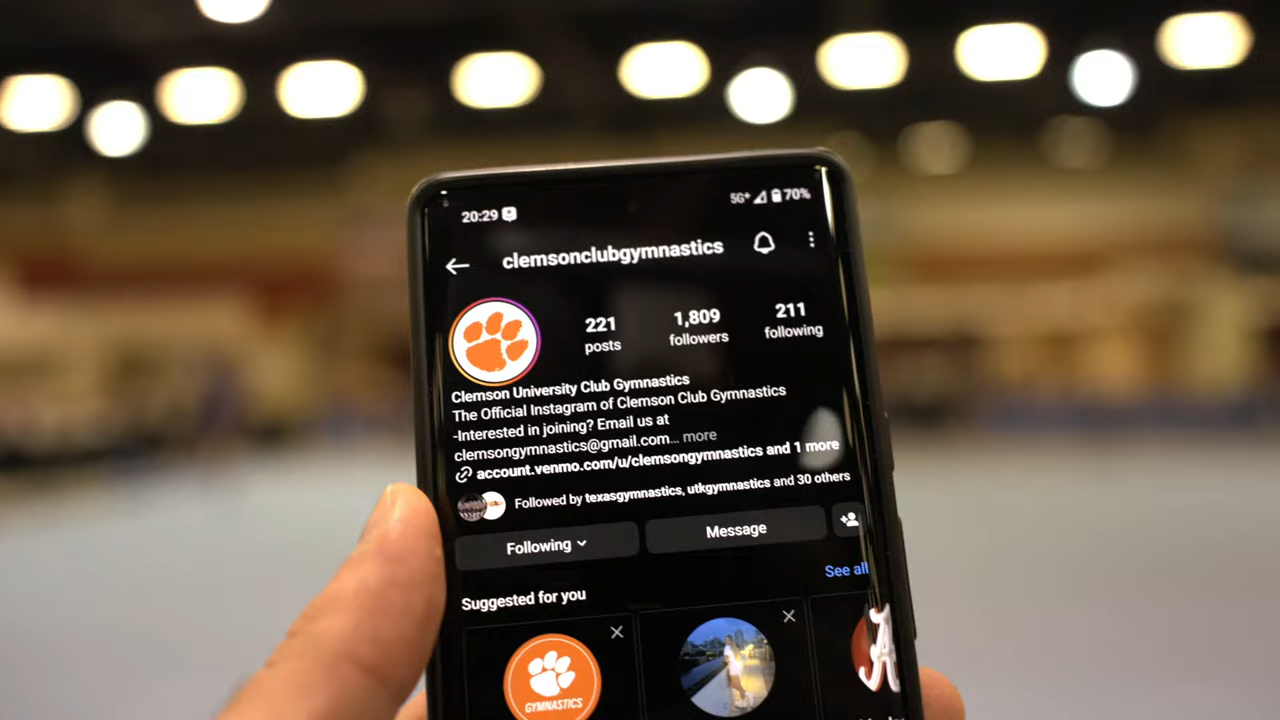 20:29 5G+ 70%
clemsonclubgymnastics
221 1,809 211
posts followers following
Clemson University Club Gymnastics
The Official Instagram of Clemson Club Gymnastics
-Interested in joining? Email us at
clemsongymnastics@gmail.com... more
account.venmo.com/u/clemsongymnastics and 1 more
Followed by texasgymnastics, utkgymnastics and 30 others
Following Message
See all
Suggested for you
GYMNASTICS
A